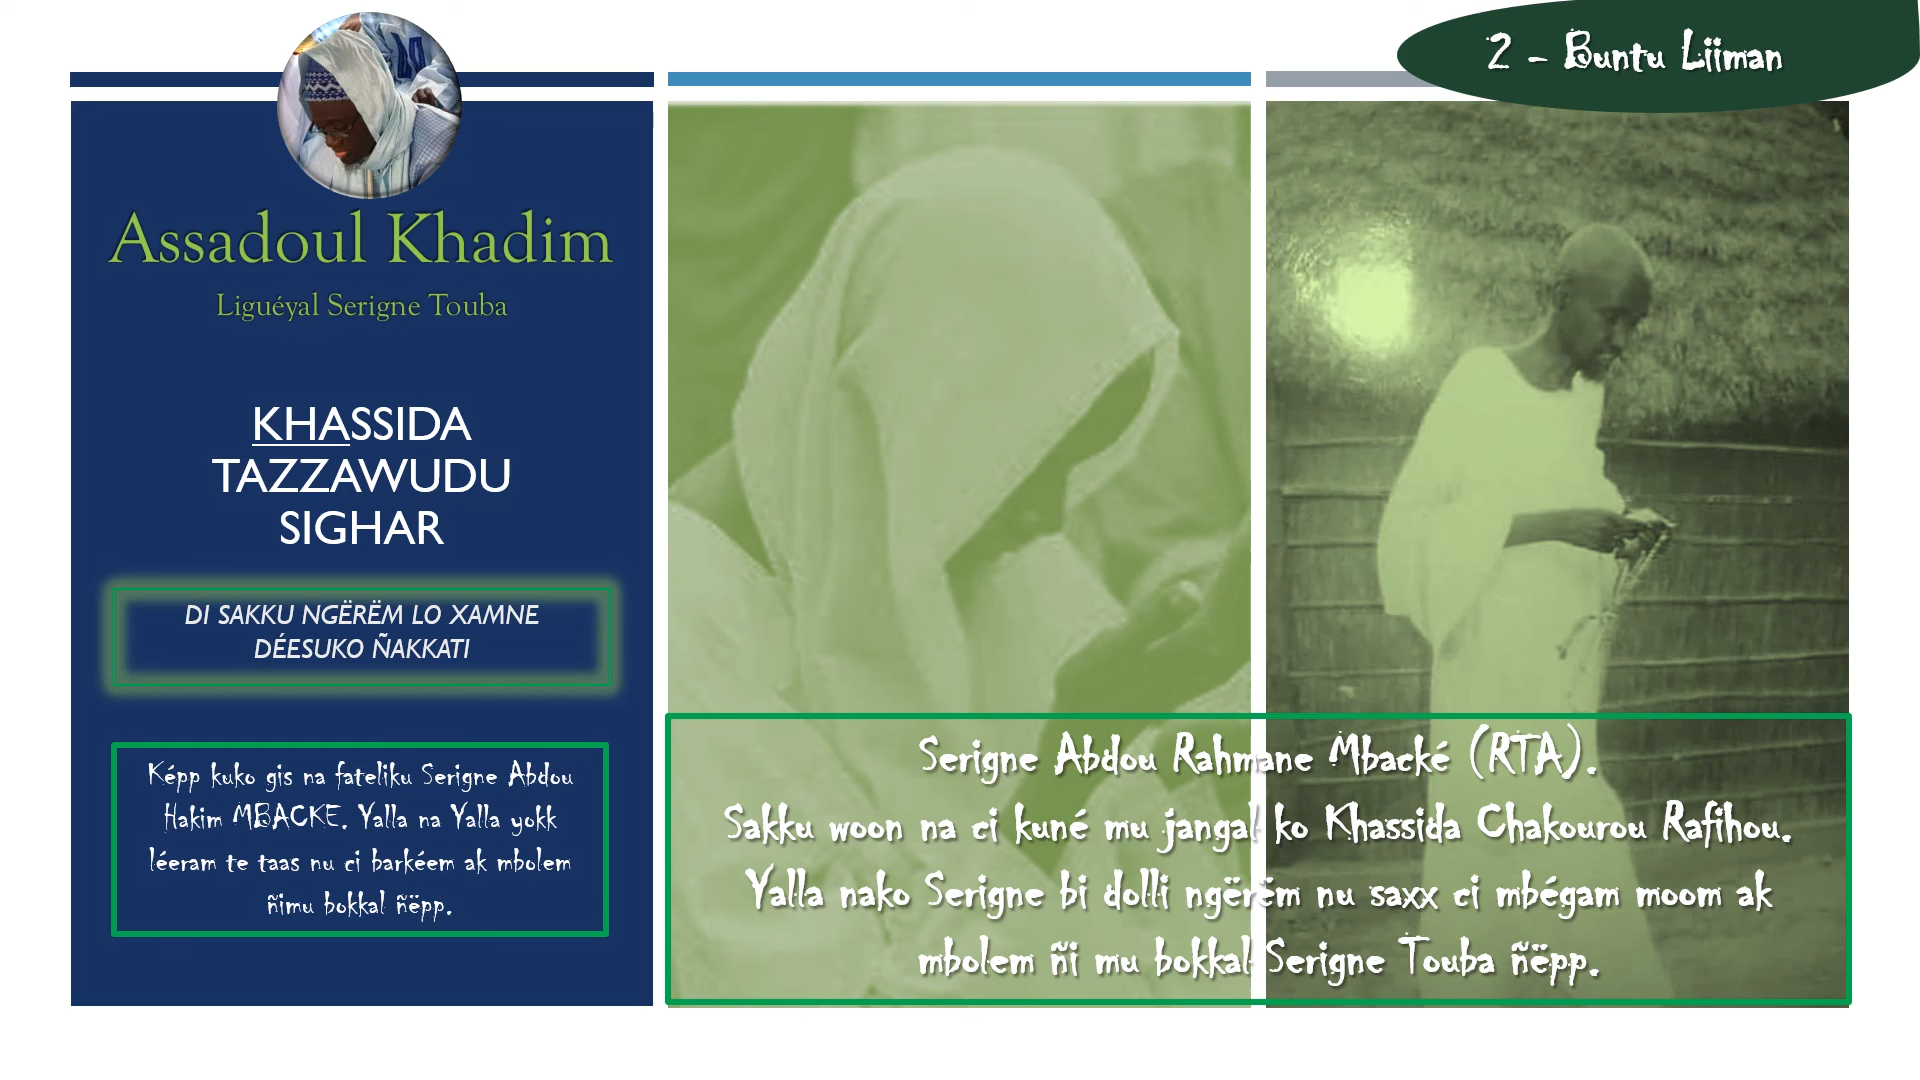 2 - Buntu Liiman
Assadoul Khadim
Liguéyal Serigne Touba
KHASSIDA
TAZZAWUDU
SIGHAR
DI SAKKU NGËRËM LO XAMNE
DÉESUKO ÑAKKATI
Képp kuko gis na fateliku Serigne Abdou
Hakim MBACKE. Yalla na Yalla yokk
léeram te taas nu ci barkéem ak mbolem
ñimu bokkal ñëpp.
Serigne Abdou Rahmane Mbacké (RTA).
Sakku woon na ci kuné mu jangal ko Khassida Chakourou Rafihou.
Yalla nako Serigne bi dolli ngërëm nu saxx ci mbégam moom ak
mbolem ñi mu bokkal Serigne Touba ñëpp.